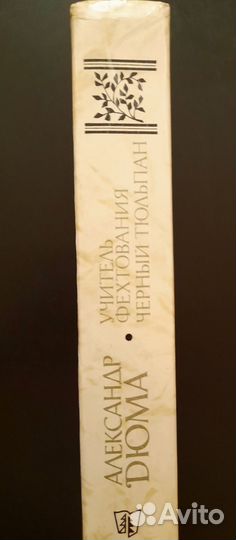 АЛЕКСАНДР
ДЮМА
•
УЧИТЕЛЬ
ФЕХТОВАНИЯ
ЧЕРНЫЙ ТЮЛЬПАН
Avito